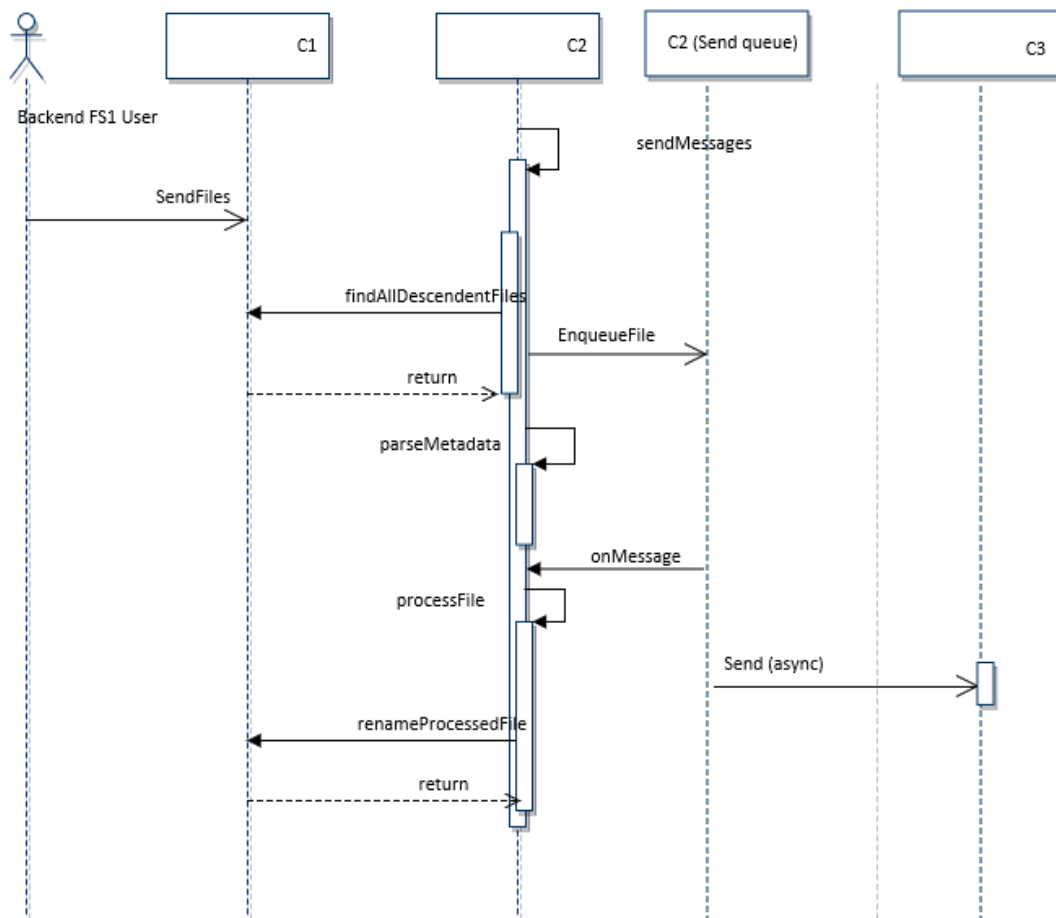 C1
C2
C2 (Send queue)
C3
Backend FS1 User
sendMessages
SendFiles
findAllDescendentFiles
EnqueueFile
return
parseMetadata
onMessage
processFile
Send (async)
renameProcessedFile
return